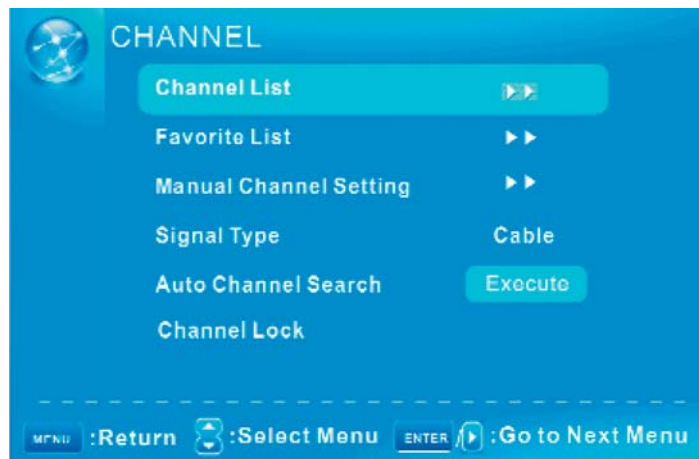 CHANNEL
Channel List
Favorite List
Manual Channel Setting
Signal Type Cable
Auto Channel Search Execute
Channel Lock
MENU :Return :Select Menu ENTER / :Go to Next Menu